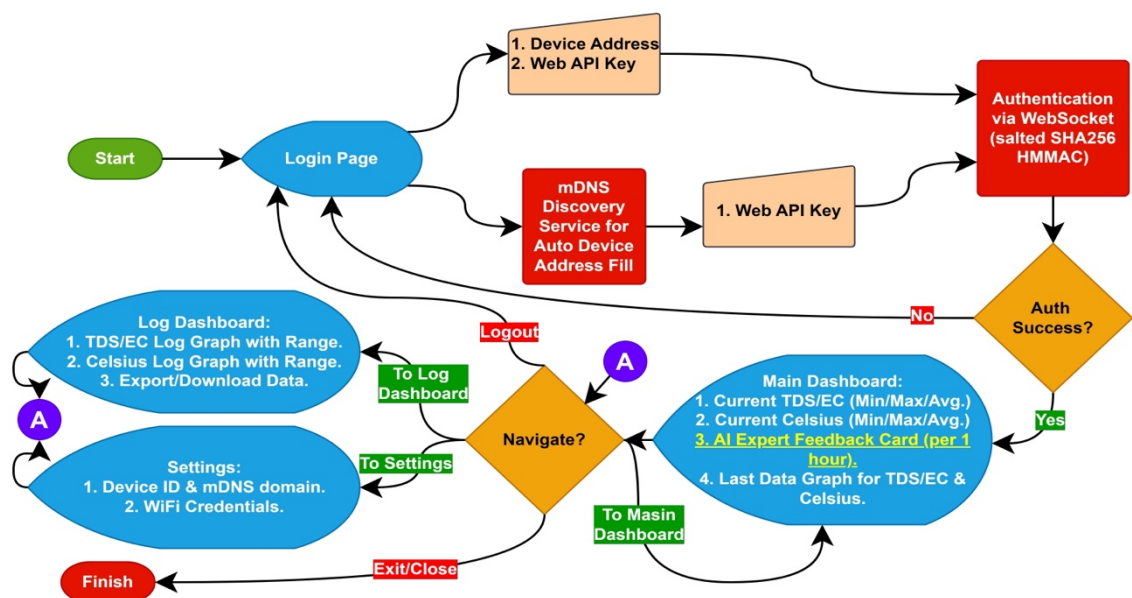 1. Device Address
2. Web API Key
Start
Login Page
Authentication
via WebSocket
(salted SHA256
HMMAC)
mDNS
Discovery
Service for
Auto Device
Address Fill
1. Web API Key
Auth
Success?
No
Yes
Logout
Log Dashboard:
1. TDS/EC Log Graph with Range.
2. Celsius Log Graph with Range.
3. Export/Download Data.
To Log
Dashboard
A
A
Navigate?
Main Dashboard:
1. Current TDS/EC (Min/Max/Avg.)
2. Current Celsius (Min/Max/Avg.)
3. AI Expert Feedback Card (per 1
hour).
4. Last Data Graph for TDS/EC &
Celsius.
To Settings
Settings:
1. Device ID & mDNS domain.
2. WiFi Credentials.
To Masin
Dashboard
Exit/Close
Finish